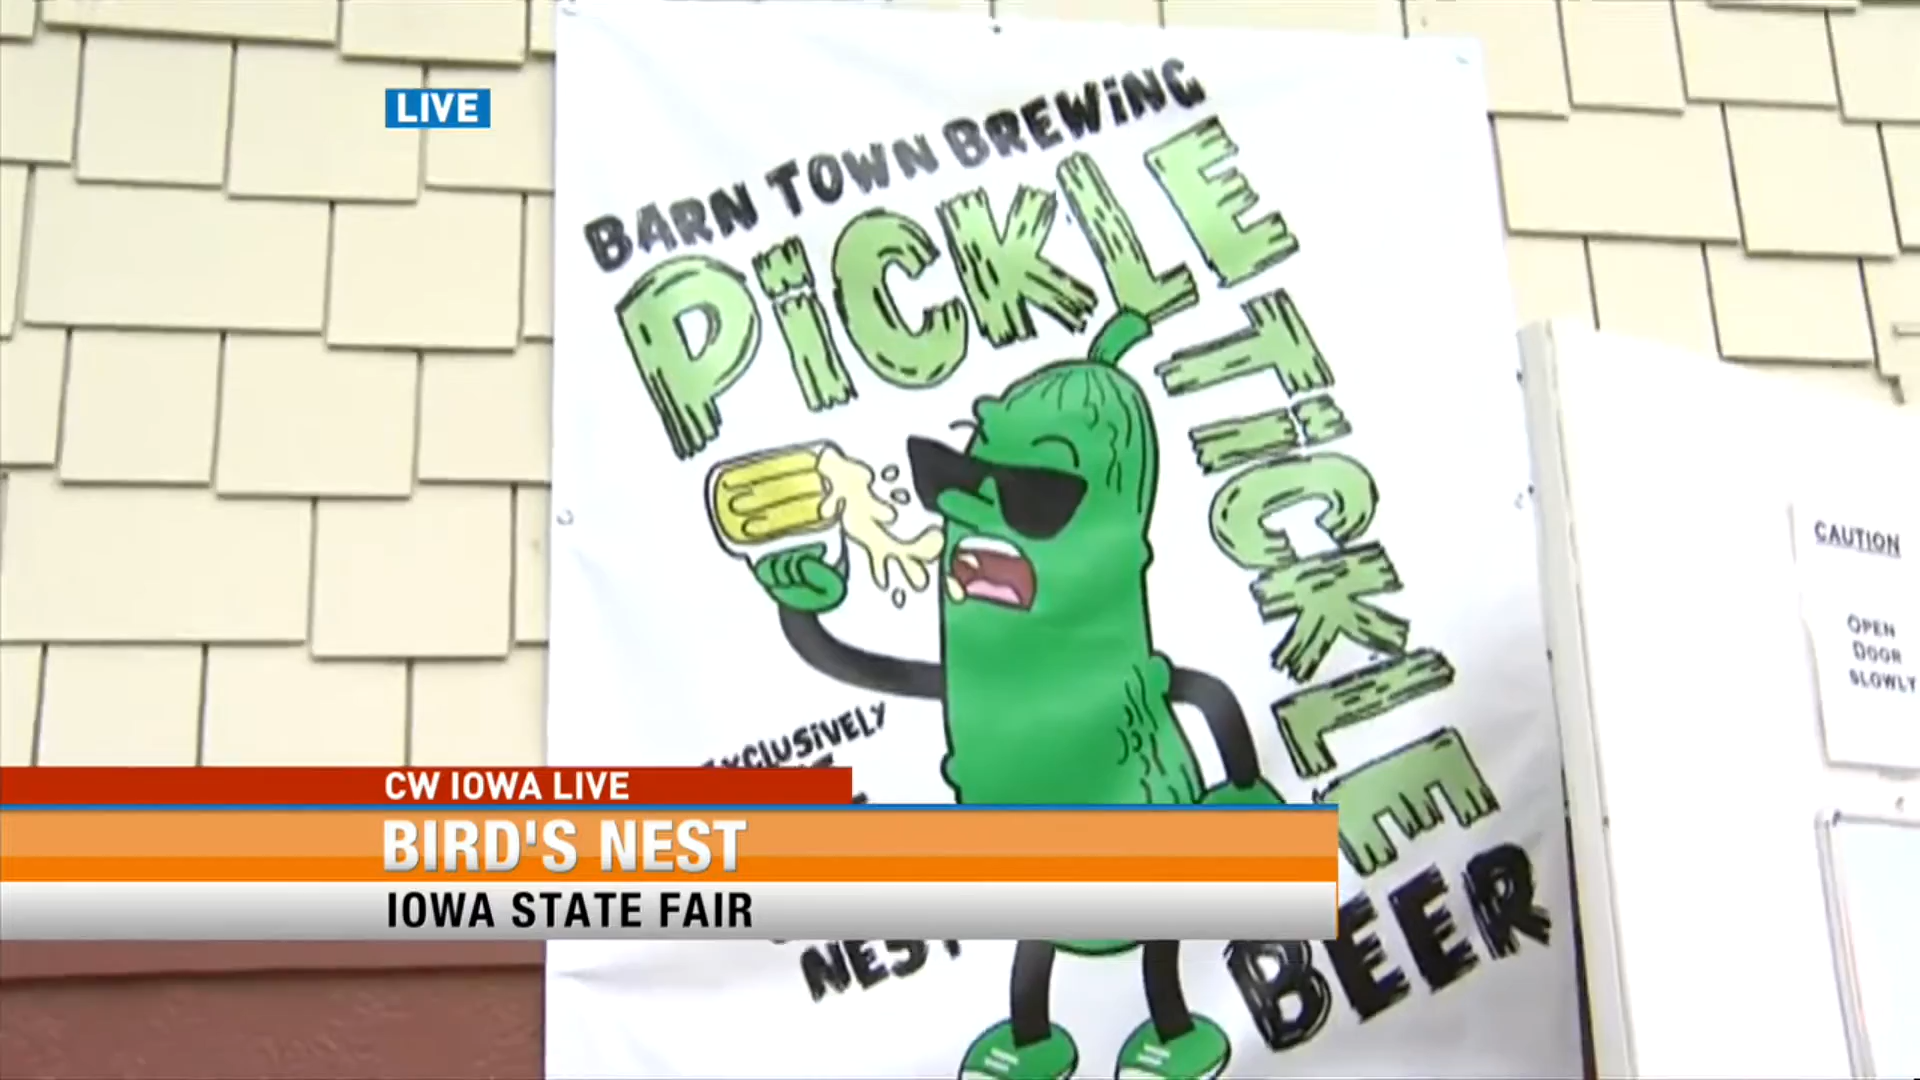 LIVE
BARN TOWN BREWING
PICKLE
TICKLE
BEER
EXCLUSIVELY
NEST
CAUTION
OPEN
DOOR
SLOWLY
CW IOWA LIVE
BIRD'S NEST
IOWA STATE FAIR